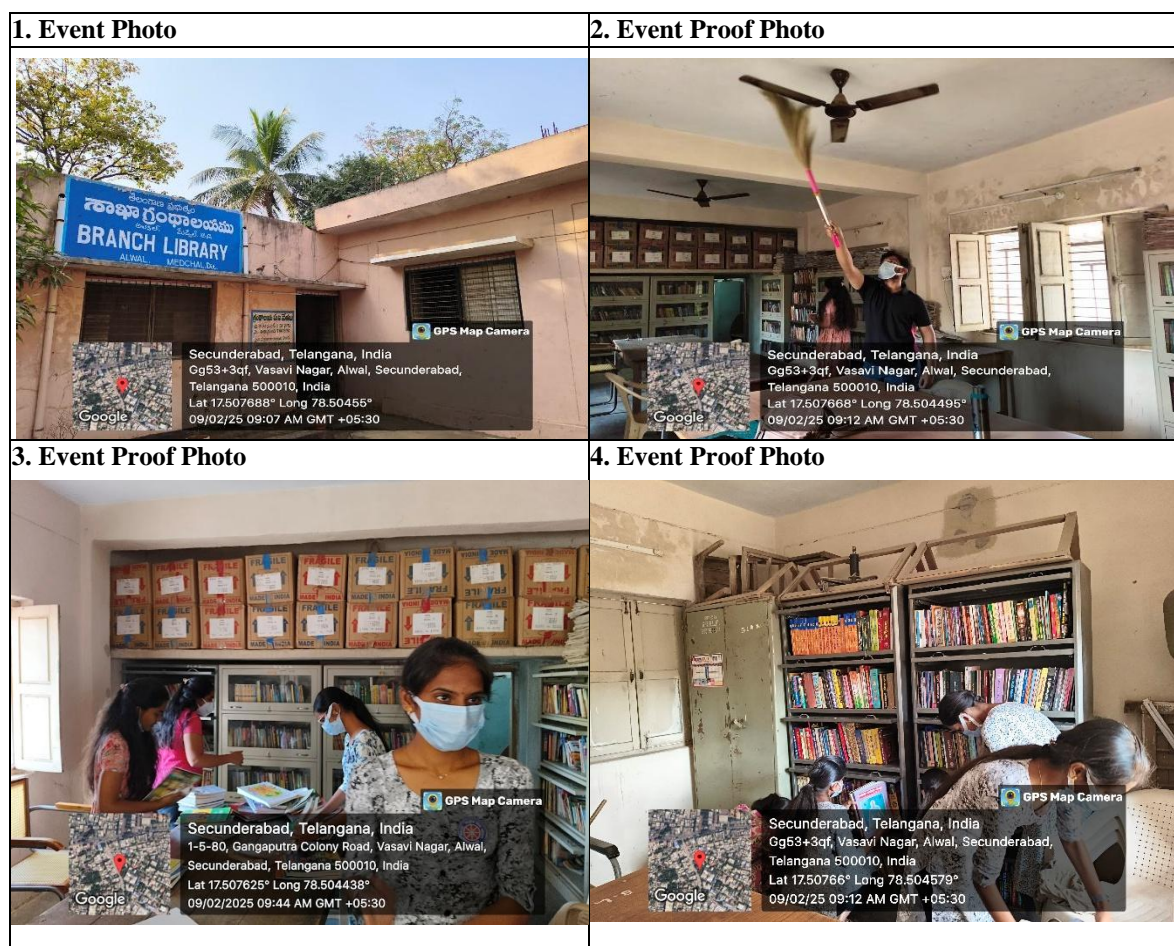 1. Event Photo
2. Event Proof Photo
తెలంగాణ ప్రభుత్వం
శాఖా గ్రంథాలయము
BRANCH LIBRARY
ALWAL, MEDCHAL.Dt.
GPS Map Camera
Google
Secunderabad, Telangana, India
Gg53+3qf, Vasavi Nagar, Alwal, Secunderabad,
Telangana 500010, India
Lat 17.507688° Long 78.50455°
09/02/25 09:07 AM GMT +05:30
GPS Map Camera
Google
Secunderabad, Telangana, India
Gg53+3qf, Vasavi Nagar, Alwal, Secunderabad,
Telangana 500010, India
Lat 17.507668° Long 78.504495°
09/02/25 09:12 AM GMT +05:30
3. Event Proof Photo
4. Event Proof Photo
FRAGILE
MADE INDIA
GPS Map Camera
Google
Secunderabad, Telangana, India
1-5-80, Gangaputra Colony Road, Vasavi Nagar, Alwal,
Secunderabad, Telangana 500010, India
Lat 17.507625° Long 78.504438°
09/02/2025 09:44 AM GMT +05:30
GPS Map Camera
Google
Secunderabad, Telangana, India
Gg53+3qf, Vasavi Nagar, Alwal, Secunderabad,
Telangana 500010, India
Lat 17.50766° Long 78.504579°
09/02/25 09:12 AM GMT +05:30